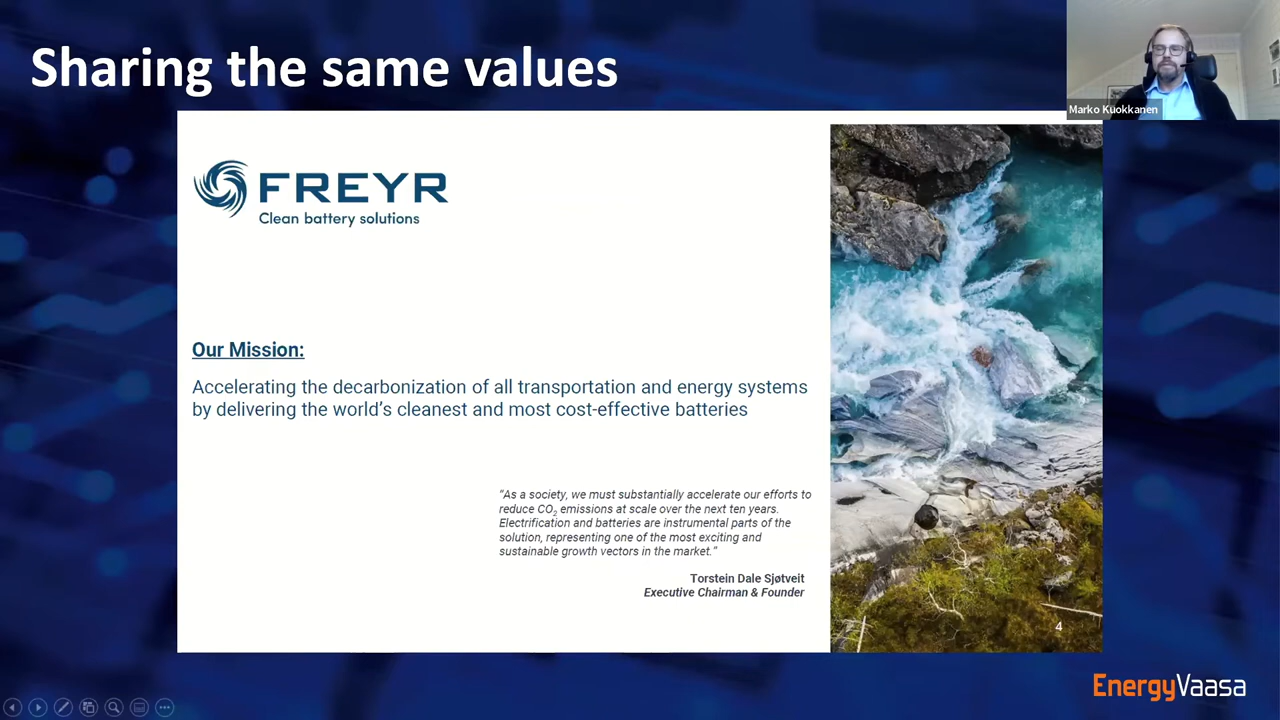 Sharing the same values
Marko Kuokkanen
FREYR
Clean battery solutions
Our Mission:
Accelerating the decarbonization of all transportation and energy systems
by delivering the world’s cleanest and most cost-effective batteries
“As a society, we must substantially accelerate our efforts to
reduce CO₂ emissions at scale over the next ten years.
Electrification and batteries are instrumental parts of the
solution, representing one of the most exciting and
sustainable growth vectors in the market.”
Torstein Dale Sjøtveit
Executive Chairman & Founder
4
EnergyVaasa